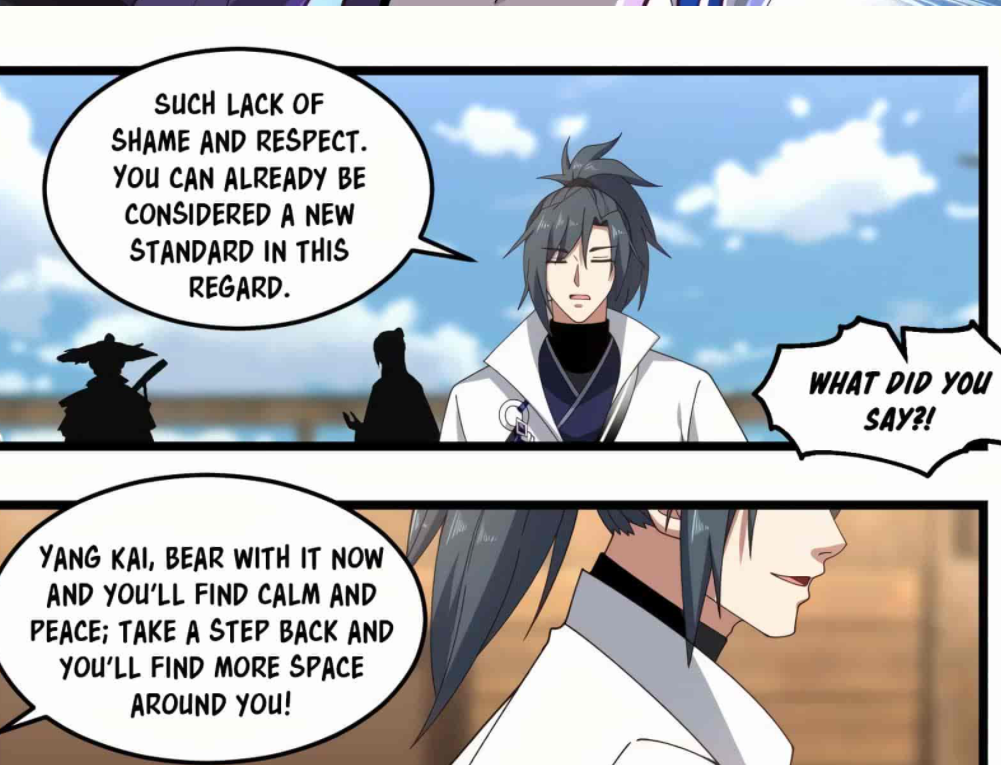 SUCH LACK OF
SHAME AND RESPECT.
YOU CAN ALREADY BE
CONSIDERED A NEW
STANDARD IN THIS
REGARD.
WHAT DID YOU
SAY?!
YANG KAI, BEAR WITH IT NOW
AND YOU'LL FIND CALM AND
PEACE; TAKE A STEP BACK AND
YOU'LL FIND MORE SPACE
AROUND YOU!